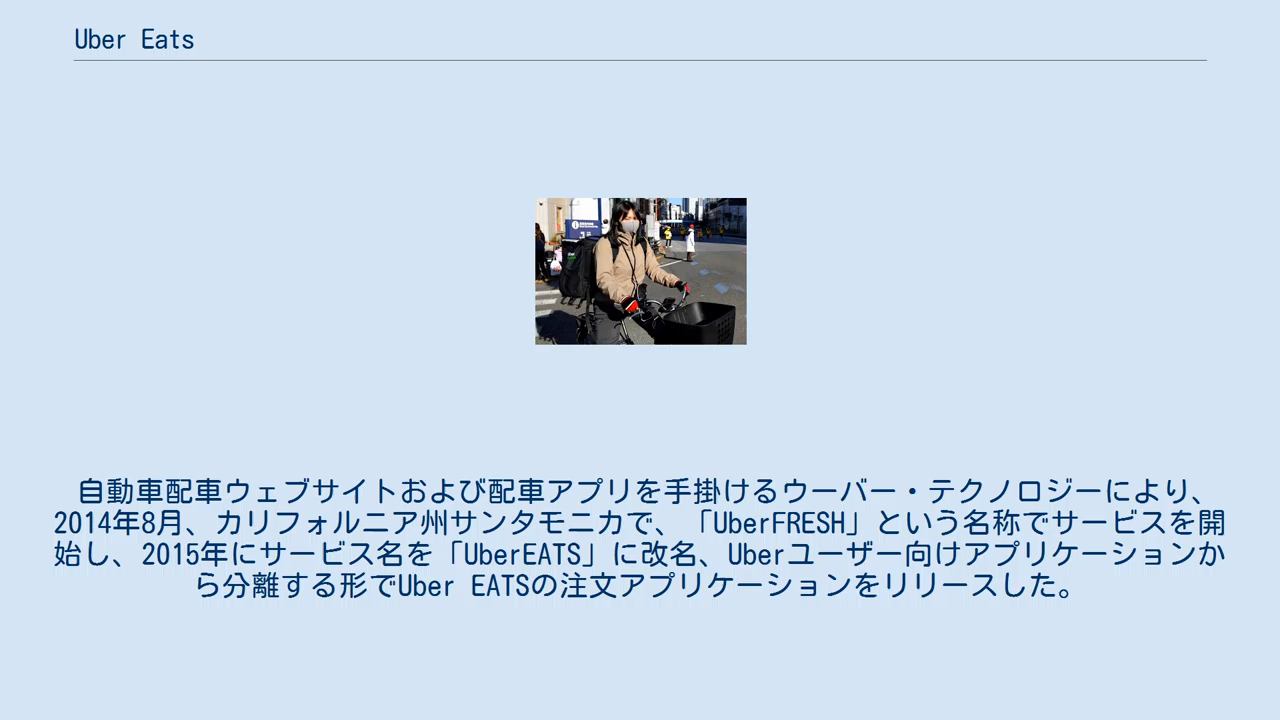 Uber Eats
自動車配車ウェブサイトおよび配車アプリを手掛けるウーバー・テクノロジーにより、
2014年8月、カリフォルニア州サンタモニカで、「UberFRESH」という名称でサービスを開
始し、2015年にサービス名を「UberEATS」に改名、Uberユーザー向けアプリケーションか
ら分離する形でUber EATSの注文アプリケーションをリリースした。